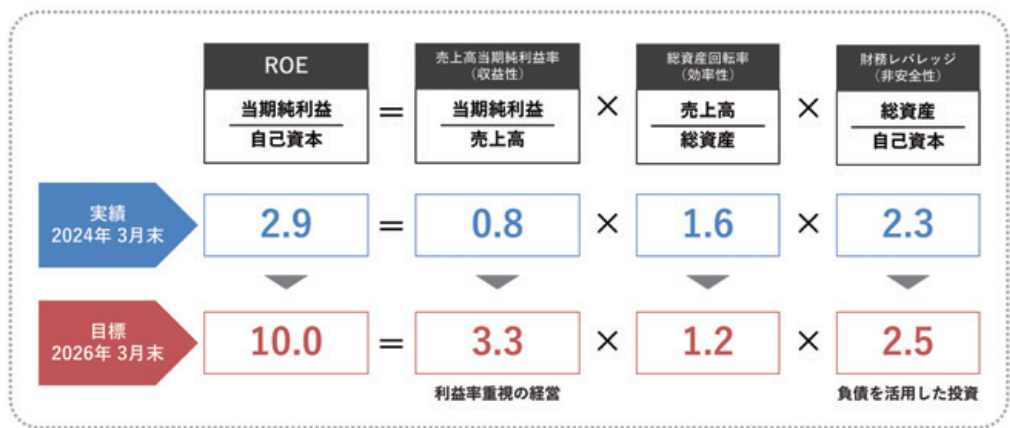 ROE
当期純利益
自己資本
=
売上高当期純利益率
(収益性)
当期純利益
売上高
×
総資産回転率
(効率性)
売上高
総資産
×
財務レバレッジ
(非安全性)
総資産
自己資本
実績
2024年 3月末
2.9 = 0.8 × 1.6 × 2.3
目標
2026年 3月末
10.0 = 3.3 × 1.2 × 2.5
利益率重視の経営
負債を活用した投資